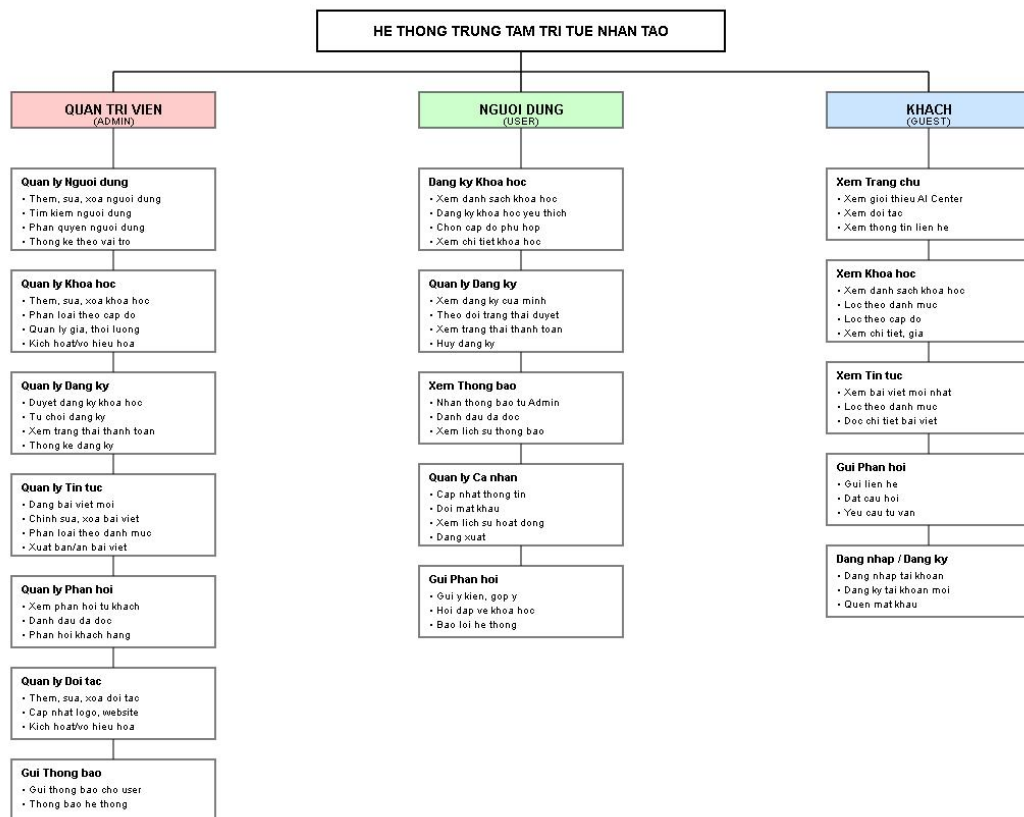 HE THONG TRUNG TAM TRI TUE NHAN TAO
QUAN TRI VIEN
(ADMIN)
Quan ly Nguoi dung
• Them, sua, xoa nguoi dung
• Tim kiem nguoi dung
• Phan quyen nguoi dung
• Thong ke theo vai tro
Quan ly Khoa hoc
• Them, sua, xoa khoa hoc
• Phan loai theo cap do
• Quan ly gia, thoi luong
• Kich hoat/vo hieu hoa
Quan ly Dang ky
• Duyet dang ky khoa hoc
• Tu choi dang ky
• Xem trang thai thanh toan
• Thong ke dang ky
Quan ly Tin tuc
• Dang bai viet moi
• Chinh sua, xoa bai viet
• Phan loai theo danh muc
• Xuat ban/an bai viet
Quan ly Phan hoi
• Xem phan hoi tu khach
• Danh dau da doc
• Phan hoi khach hang
Quan ly Doi tac
• Them, sua, xoa doi tac
• Cap nhat logo, website
• Kich hoat/vo hieu hoa
Gui Thong bao
• Gui thong bao cho user
• Thong bao he thong
NGUOI DUNG
(USER)
Dang ky Khoa hoc
• Xem danh sach khoa hoc
• Dang ky khoa hoc yeu thich
• Chon cap do phu hop
• Xem chi tiet khoa hoc
Quan ly Dang ky
• Xem dang ky cua minh
• Theo doi trang thai duyet
• Xem trang thai thanh toan
• Huy dang ky
Xem Thong bao
• Nhan thong bao tu Admin
• Danh dau da doc
• Xem lich su thong bao
Quan ly Ca nhan
• Cap nhat thong tin
• Doi mat khau
• Xem lich su hoat dong
• Dang xuat
Gui Phan hoi
• Gui y kien, gop y
• Hoi dap ve khoa hoc
• Bao loi he thong
KHACH
(GUEST)
Xem Trang chu
• Xem gioi thieu AI Center
• Xem doi tac
• Xem thong tin lien he
Xem Khoa hoc
• Xem danh sach khoa hoc
• Loc theo danh muc
• Loc theo cap do
• Xem chi tiet, gia
Xem Tin tuc
• Xem bai viet moi nhat
• Loc theo danh muc
• Doc chi tiet bai viet
Gui Phan hoi
• Gui lien he
• Dat cau hoi
• Yeu cau tu van
Dang nhap / Dang ky
• Dang nhap tai khoan
• Dang ky tai khoan moi
• Quen mat khau